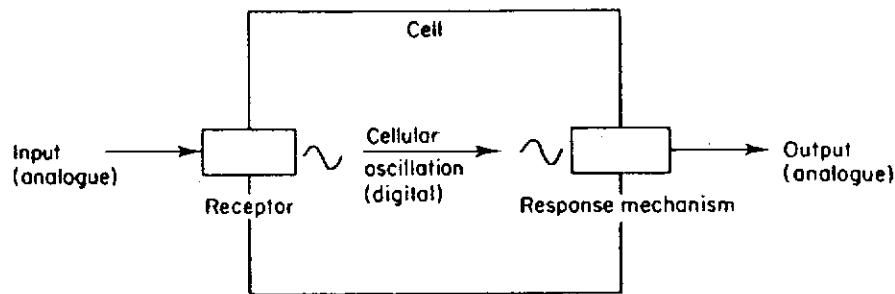 Cell
Input
(analogue)
Receptor
Cellular
oscillation
(digital)
Response mechanism
Output
(analogue)